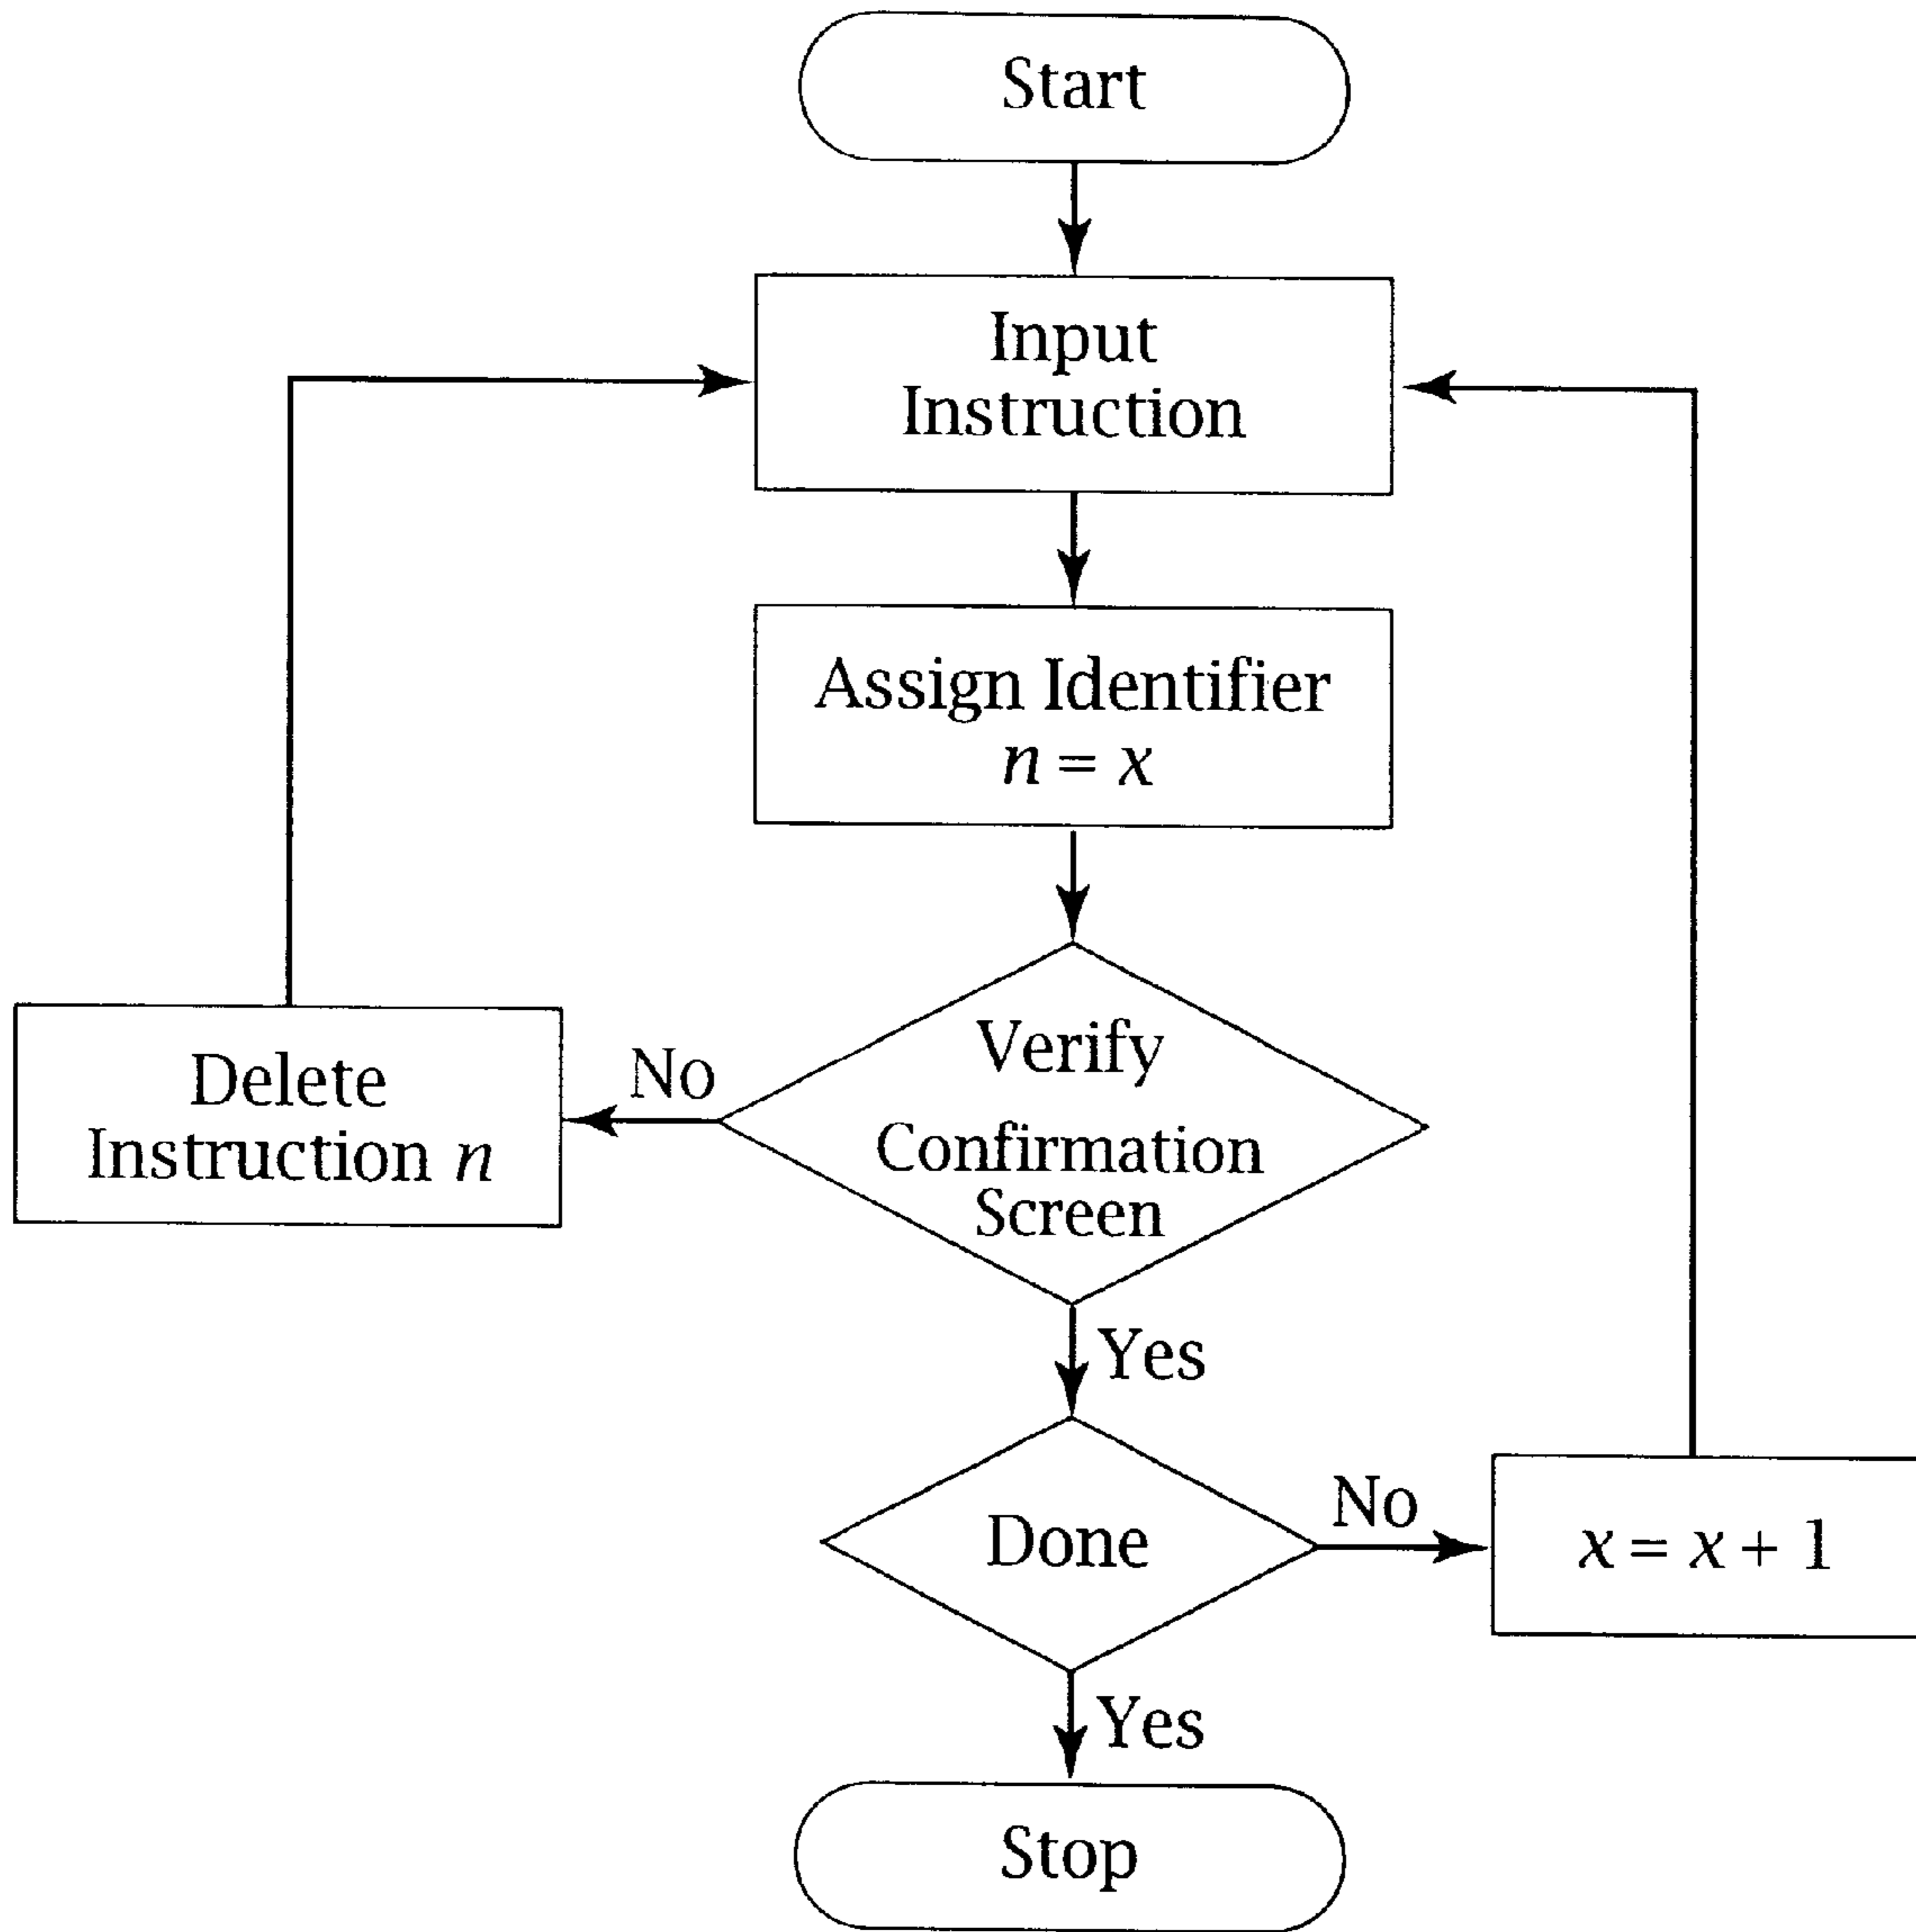 Start
Input
Instruction
Assign Identifier
n = x
Verify
Confirmation
Screen
No
Delete
Instruction n
Yes
Done
No
x = x + 1
Yes
Stop